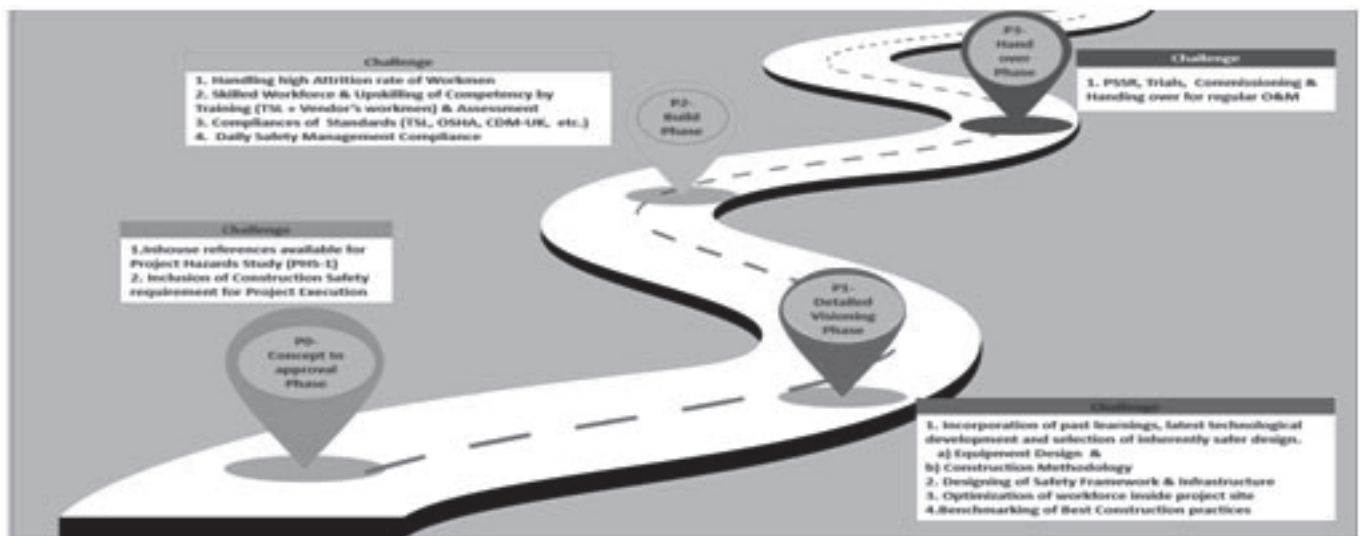 P0-
Concept to
approval
Phase
Challenge
1.Inhouse references available for
Project Hazards Study (PHS-1)
2. Inclusion of Construction Safety
requirement for Project Execution
P1-
Detailed
Visioning
Phase
Challenge
1. Incorporation of past learnings, latest technological
development and selection of inherently safer design.
a) Equipment Design &
b) Construction Methodology
2. Designing of Safety Framework & Infrastructure
3. Optimization of workforce inside project site
4.Benchmarking of Best Construction practices
P2-
Build
Phase
Challenge
1. Handling high Attrition rate of Workmen
2. Skilled Workforce & Upskilling of Competency by
Training (TSL + Vendor's workmen) & Assessment
3. Compliances of Standards (TSL, OSHA, CDM-UK, etc.)
4. Daily Safety Management Compliance
P3-
Hand
over
Phase
Challenge
1. PSSR, Trials, Commissioning &
Handing over for regular O&M